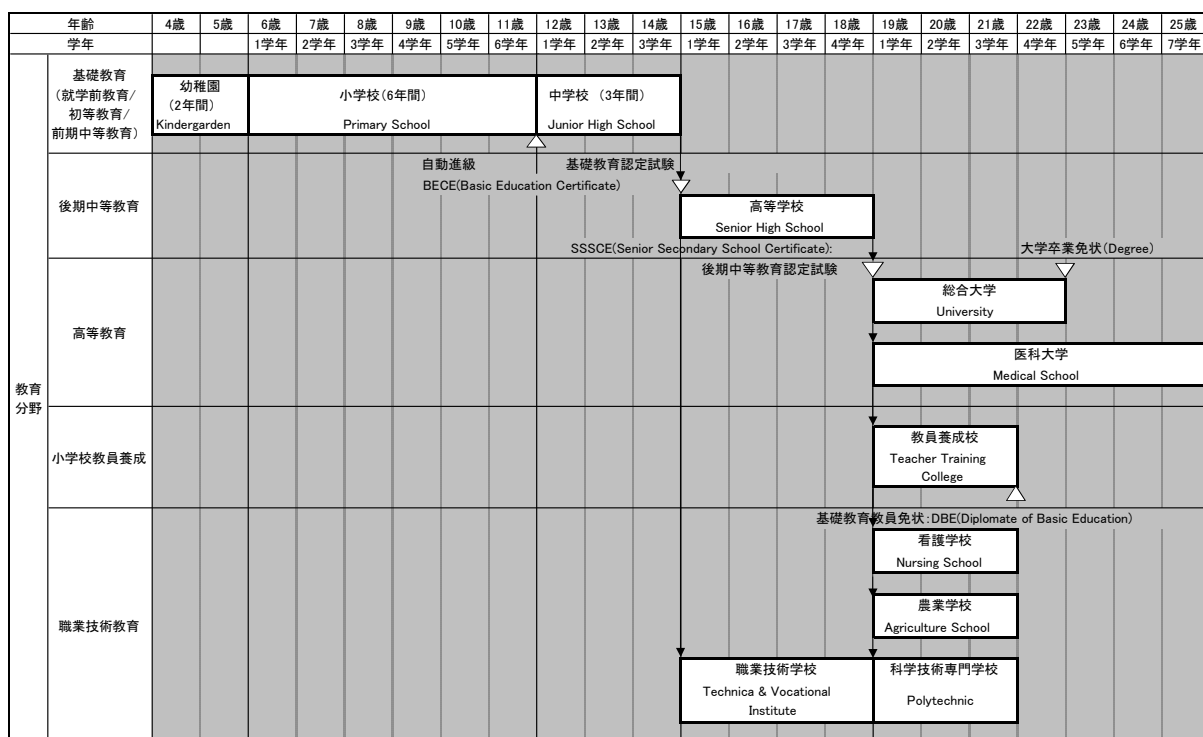 年齢 4歳 5歳 6歳 7歳 8歳 9歳 10歳 11歳 12歳 13歳 14歳 15歳 16歳 17歳 18歳 19歳 20歳 21歳 22歳 23歳 24歳 25歳
学年 1学年 2学年 3学年 4学年 5学年 6学年 1学年 2学年 3学年 1学年 2学年 3学年 4学年 1学年 2学年 3学年 4学年 5学年 6学年 7学年
教育
分野
基礎教育
(就学前教育/
初等教育/
前期中等教育)
幼稚園
(2年間)
Kindergarden
小学校(6年間)
Primary School
中学校 (3年間)
Junior High School
後期中等教育
自動進級
基礎教育認定試験
BECE(Basic Education Certificate)
高等学校
Senior High School
SSSCE(Senior Secondary School Certificate):
大学卒業免状(Degree)
高等教育
後期中等教育認定試験
総合大学
University
医科大学
Medical School
小学校教員養成
教員養成校
Teacher Training
College
職業技術教育
基礎教育教員免状:DBE(Diplomate of Basic Education)
看護学校
Nursing School
農業学校
Agriculture School
職業技術学校
Technica & Vocational
Institute
科学技術専門学校
Polytechnic